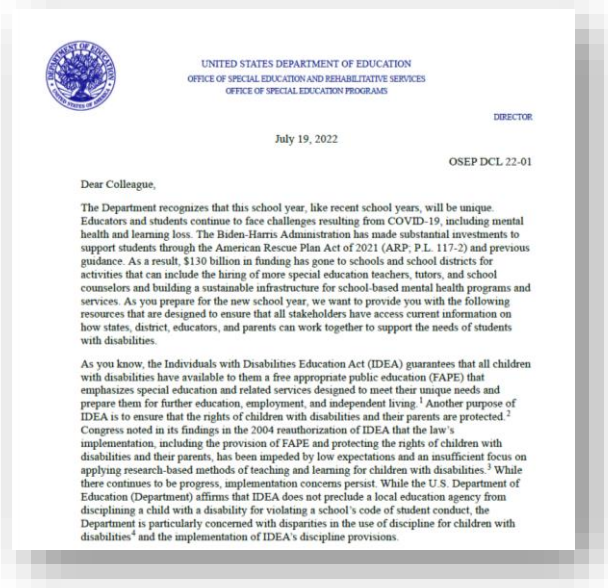 DEPARTMENT OF EDUCATION
UNITED STATES OF AMERICA
UNITED STATES DEPARTMENT OF EDUCATION
OFFICE OF SPECIAL EDUCATION AND REHABILITATIVE SERVICES
OFFICE OF SPECIAL EDUCATION PROGRAMS
DIRECTOR
July 19, 2022
OSEP DCL 22-01
Dear Colleague,
The Department recognizes that this school year, like recent school years, will be unique.
Educators and students continue to face challenges resulting from COVID-19, including mental
health and learning loss. The Biden-Harris Administration has made substantial investments to
support students through the American Rescue Plan Act of 2021 (ARP; P.L. 117-2) and previous
guidance. As a result, $130 billion in funding has gone to schools and school districts for
activities that can include the hiring of more special education teachers, tutors, and school
counselors and building a sustainable infrastructure for school-based mental health programs and
services. As you prepare for the new school year, we want to provide you with the following
resources that are designed to ensure that all stakeholders have access current information on
how states, district, educators, and parents can work together to support the needs of students
with disabilities.
As you know, the Individuals with Disabilities Education Act (IDEA) guarantees that all children
with disabilities have available to them a free appropriate public education (FAPE) that
emphasizes special education and related services designed to meet their unique needs and
prepare them for further education, employment, and independent living.¹ Another purpose of
IDEA is to ensure that the rights of children with disabilities and their parents are protected.²
Congress noted in its findings in the 2004 reauthorization of IDEA that the law's
implementation, including the provision of FAPE and protecting the rights of children with
disabilities and their parents, has been impeded by low expectations and an insufficient focus on
applying research-based methods of teaching and learning for children with disabilities.³ While
there continues to be progress, implementation concerns persist. While the U.S. Department of
Education (Department) affirms that IDEA does not preclude a local education agency from
disciplining a child with a disability for violating a school's code of student conduct, the
Department is particularly concerned with disparities in the use of discipline for children with
disabilities⁴ and the implementation of IDEA's discipline provisions.